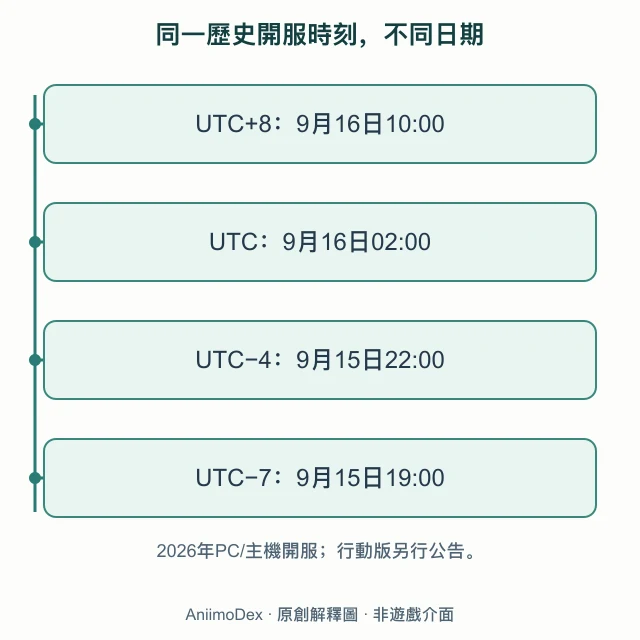 同一歷史開服時刻，不同日期
UTC+8：9月16日10:00
UTC：9月16日02:00
UTC−4：9月15日22:00
UTC−7：9月15日19:00
2026年PC/主機開服；行動版另行公告。
AniimoDex · 原創解釋圖 · 非遊戲介面